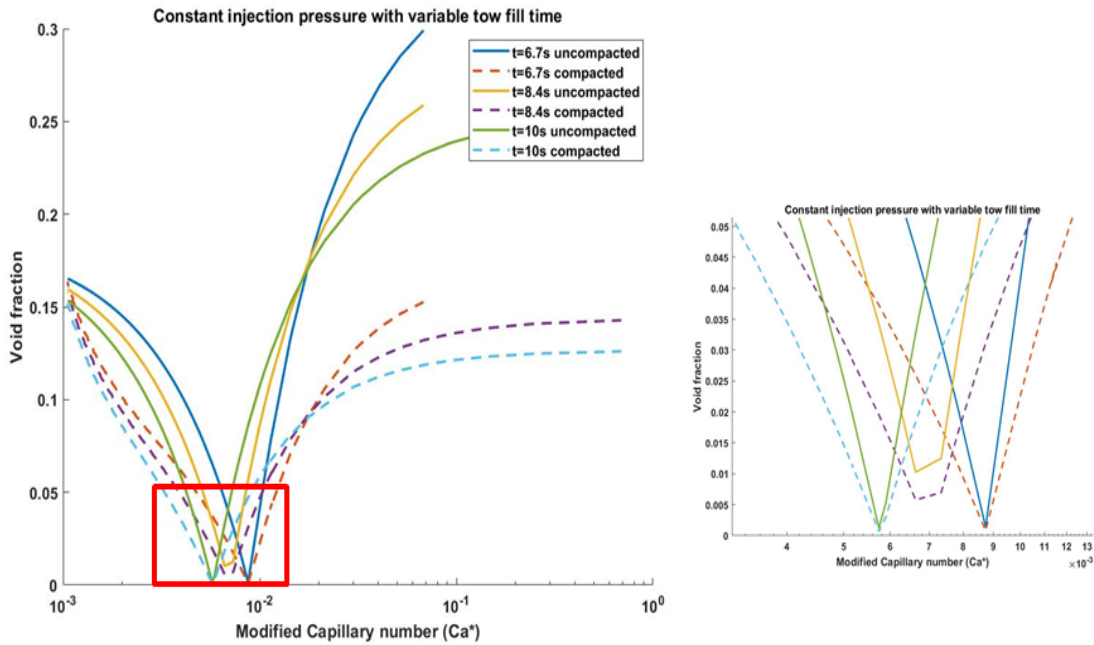 Constant injection pressure with variable tow fill time
0.3
0.25
0.2
0.15
0.1
0.05
0
Void fraction
t=6.7s uncompacted
t=6.7s compacted
t=8.4s uncompacted
t=8.4s compacted
t=10s uncompacted
t=10s compacted
10-3 10-2 10-1 100
Modified Capillary number (Ca*)
Constant injection pressure with variable tow fill time
0.05
0.045
0.04
0.035
0.03
0.025
0.02
0.015
0.01
0.005
0
Void fraction
4 5 6 7 8 9 10 11 12 13
Modified Capillary number (Ca*)
×10-3